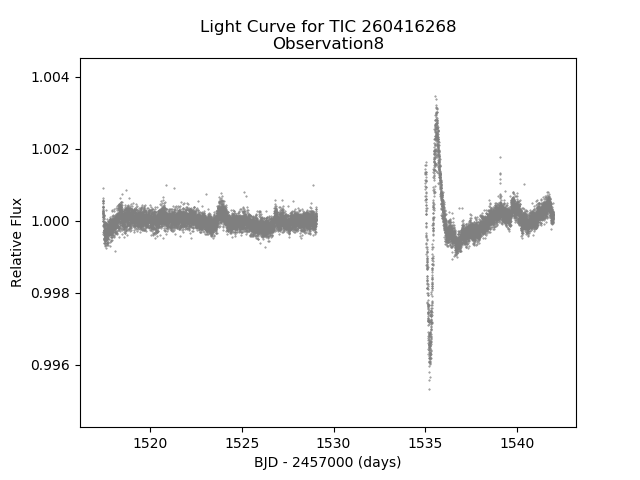 Light Curve for TIC 260416268
Observation8
1.004
1.002
1.000
0.998
0.996
Relative Flux
1520
1525
1530
1535
1540
BJD - 2457000 (days)